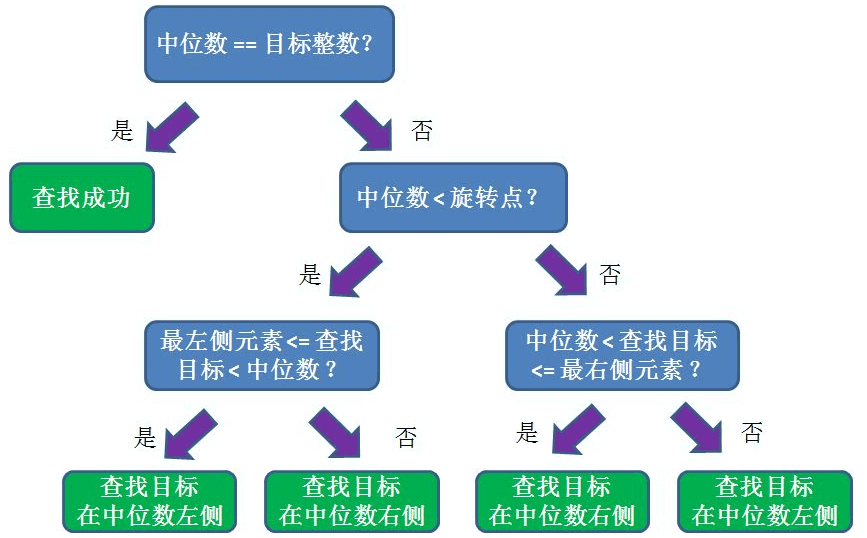 中位数 == 目标整数？
是
否
查找成功
中位数 < 旋转点？
是
否
最左侧元素<= 查找
目标 < 中位数？
中位数 < 查找目标
<= 最右侧元素？
是
否
是
否
查找目标
在中位数左侧
查找目标
在中位数右侧
查找目标
在中位数右侧
查找目标
在中位数左侧